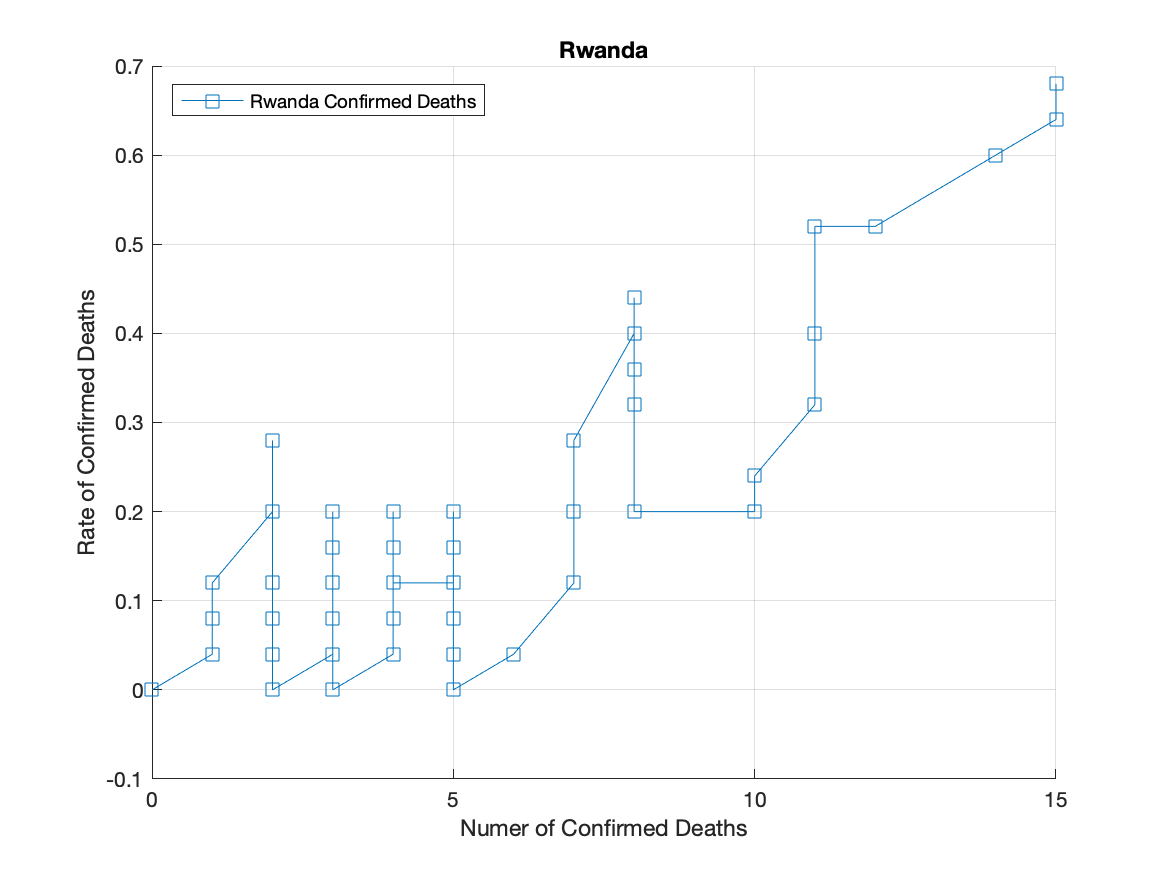 Rwanda
Rwanda Confirmed Deaths
0.7
0.6
0.5
0.4
0.3
0.2
0.1
0
-0.1
Rate of Confirmed Deaths
0 5 10 15
Numer of Confirmed Deaths